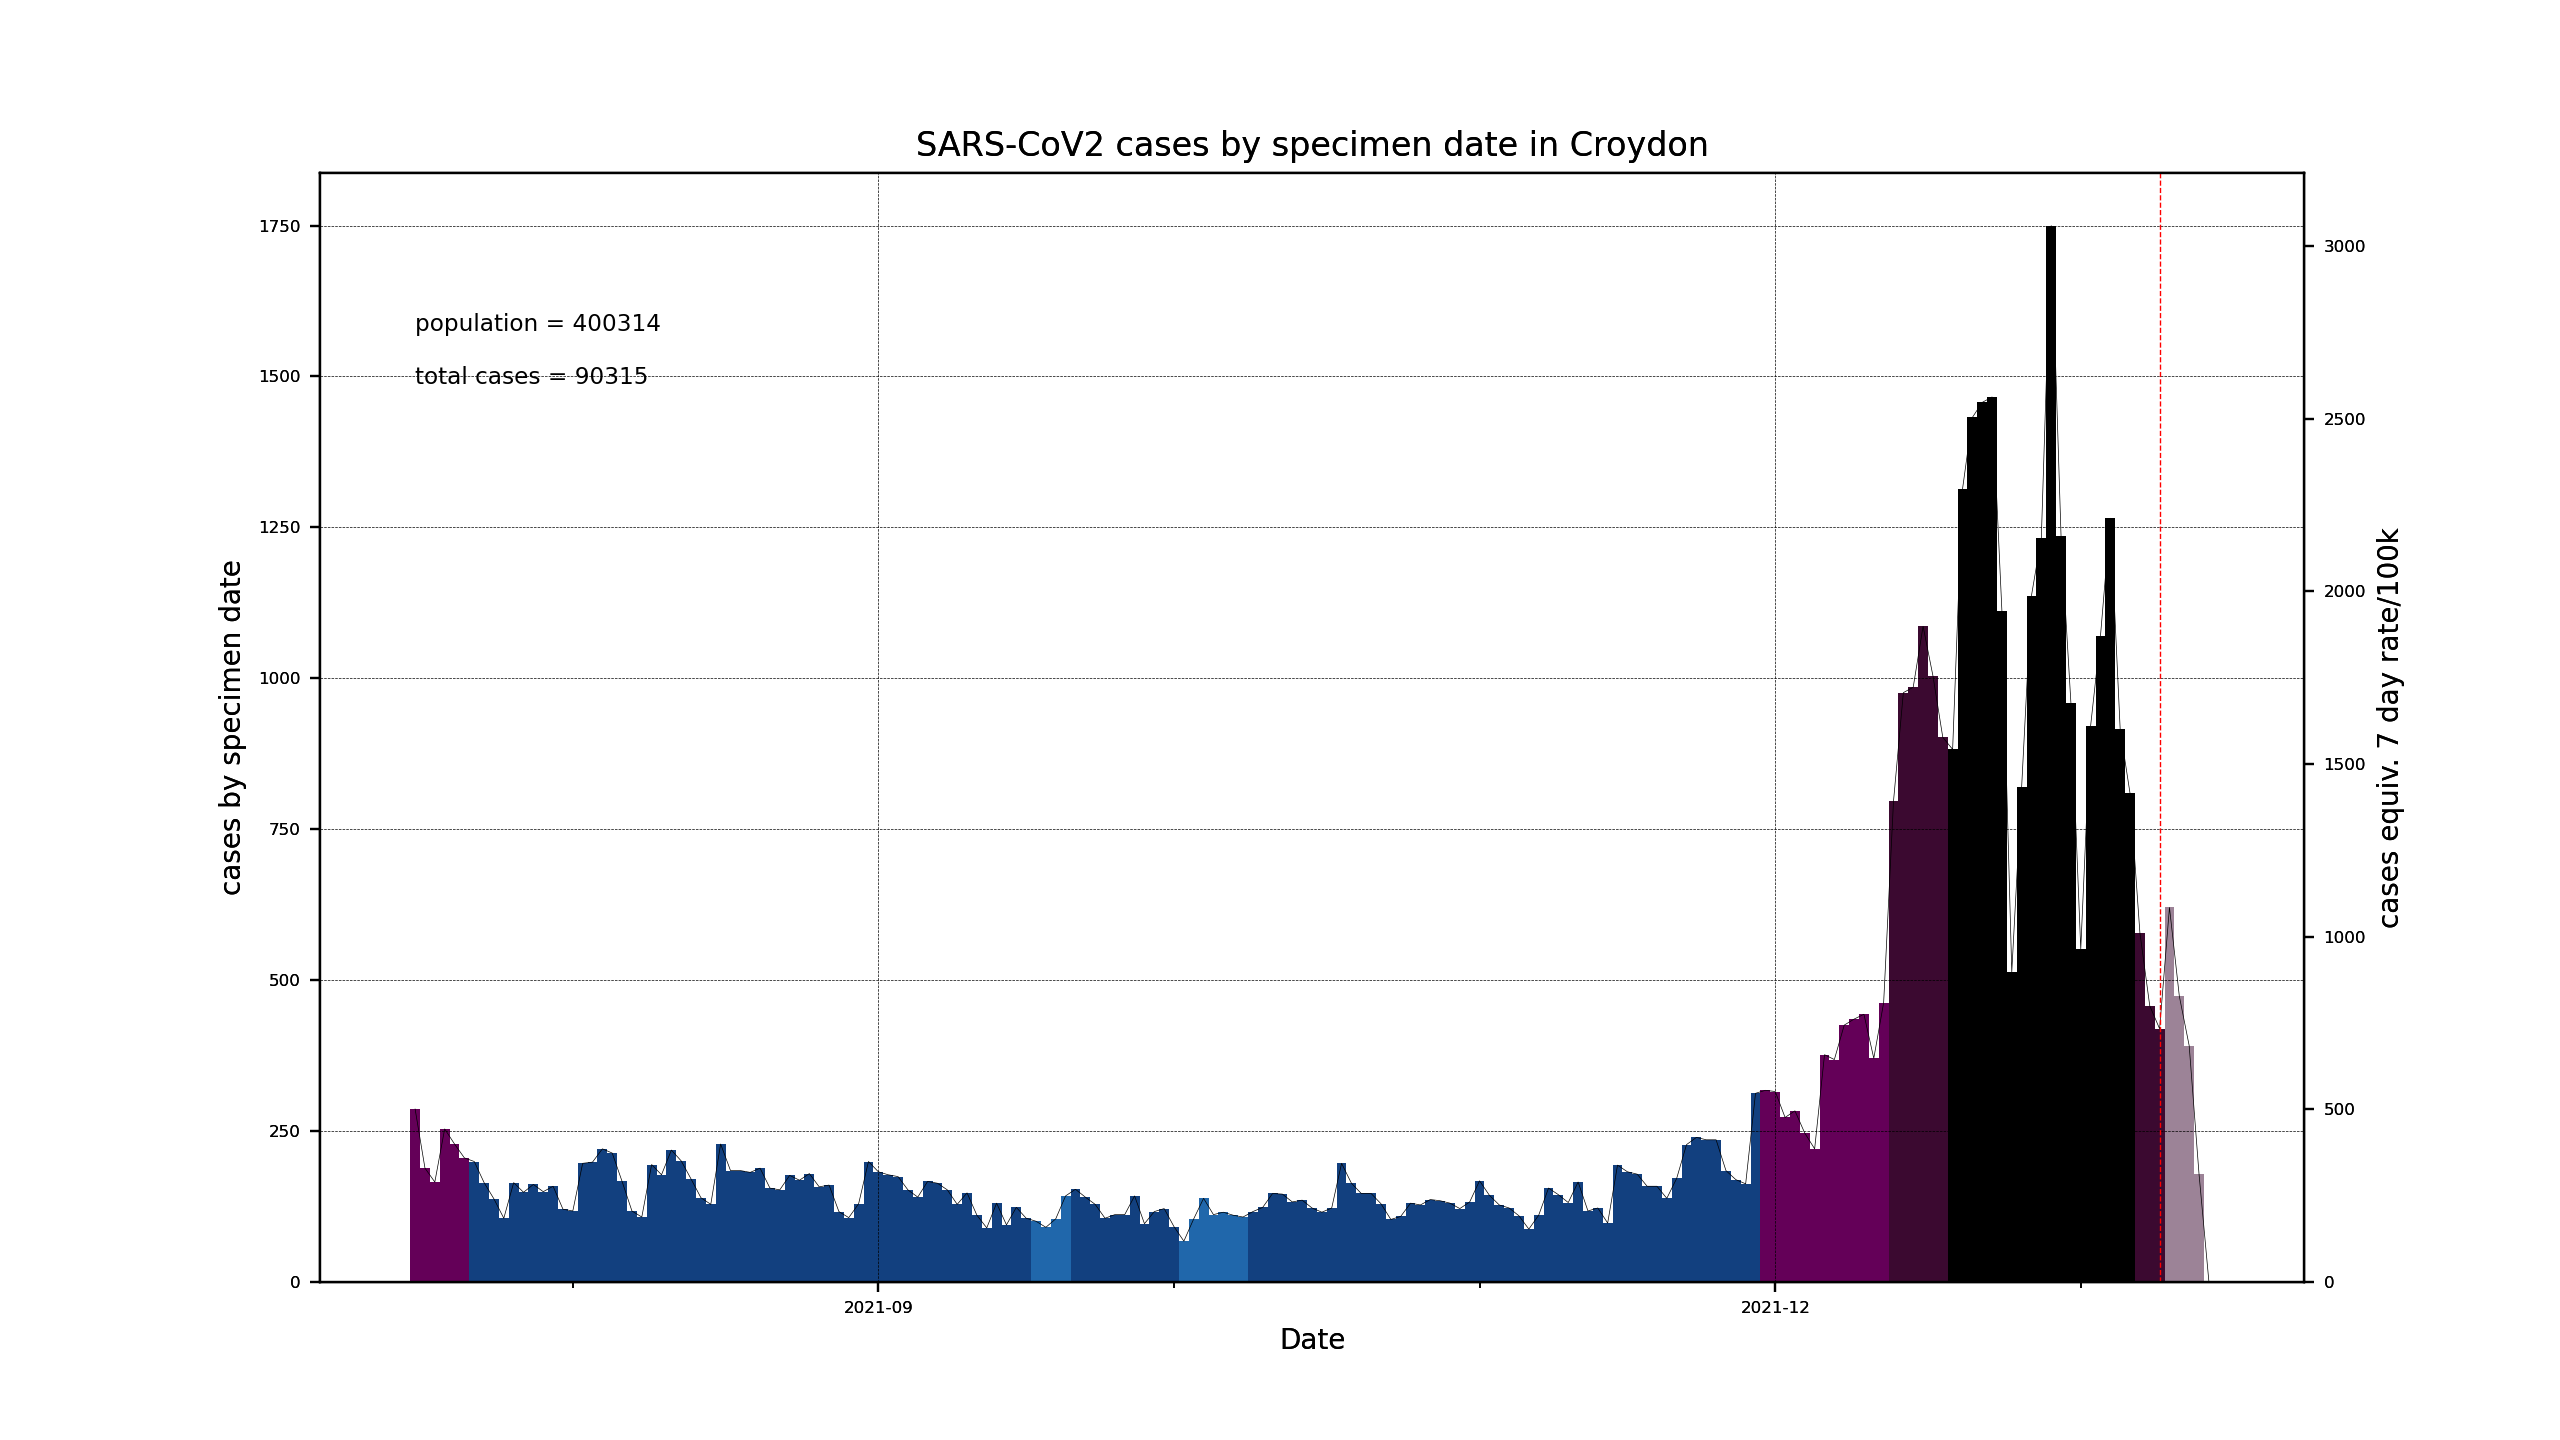 SARS-CoV2 cases by specimen date in Croydon
population = 400314
total cases = 90315
cases by specimen date
1750
1500
1250
1000
750
500
250
0
3000
2500
2000
1500
1000
500
0
cases equiv. 7 day rate/100k
2021-09
2021-12
Date